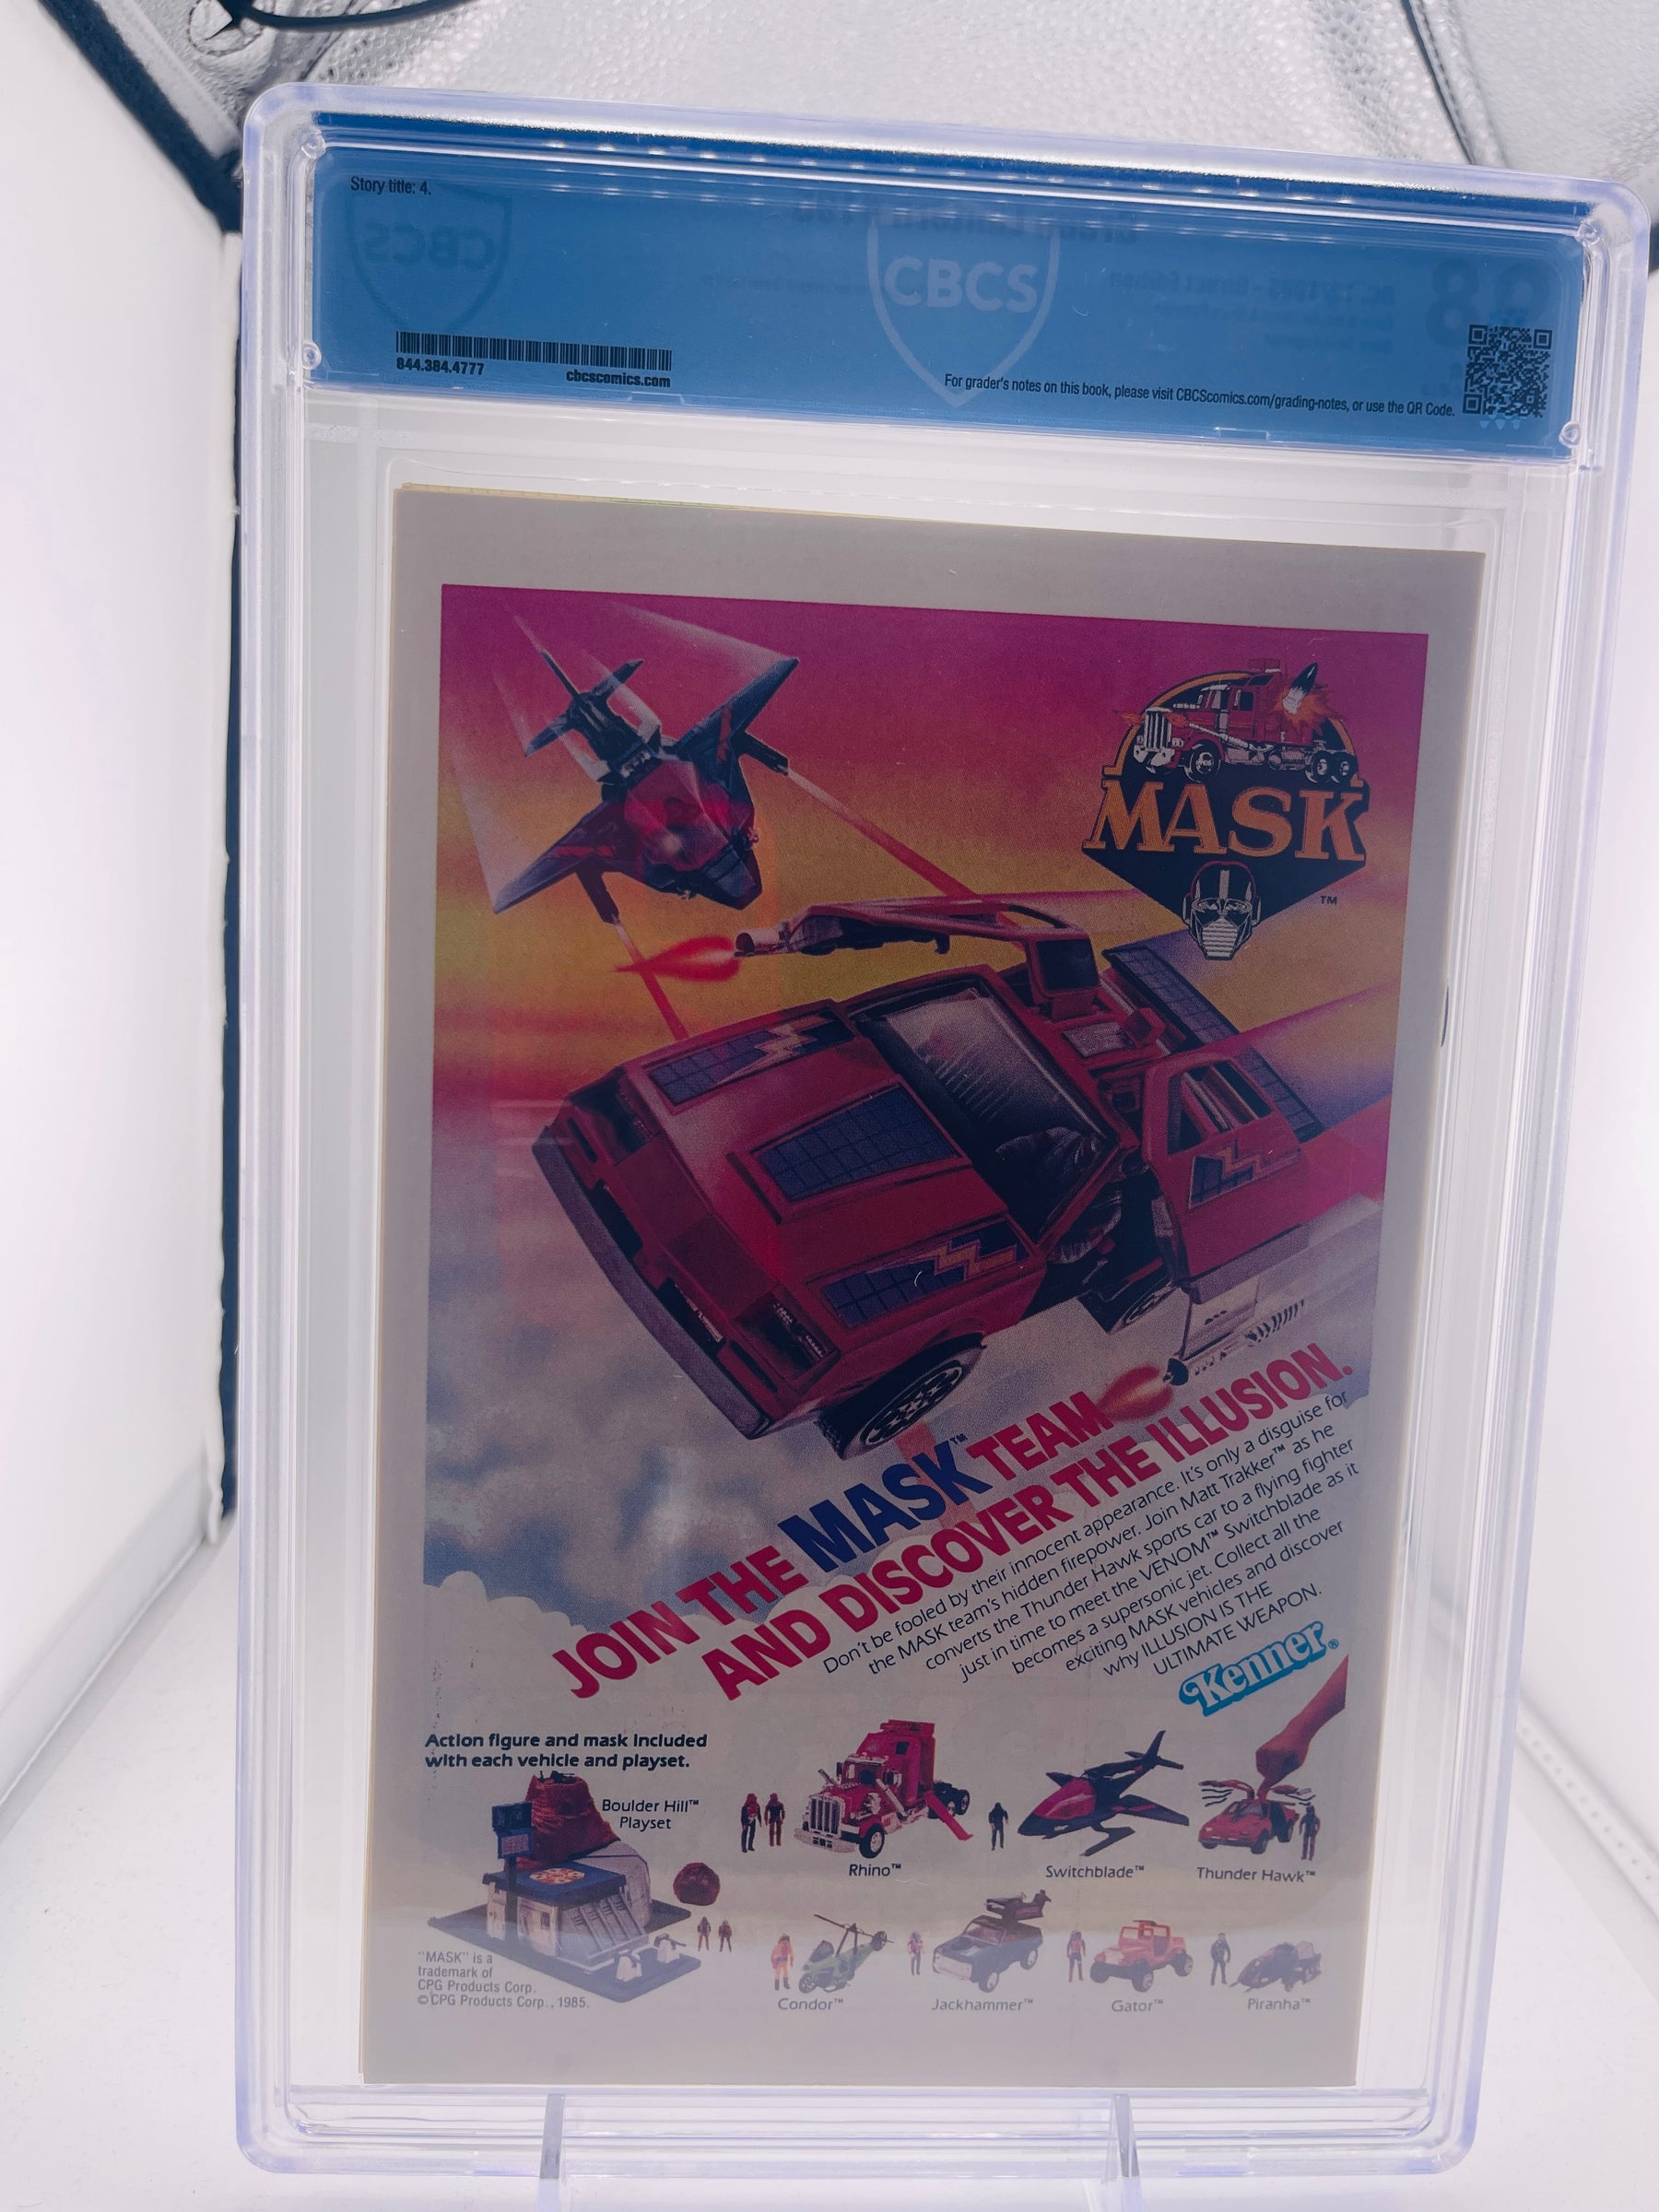 Story title: 4.
CBCS
844.384.4777
cbcscomics.com
For grader's notes on this book, please visit CBCScomics.com/grading-notes, or use the QR Code.
MASK
TM
JOIN THE MASK™ TEAM
AND DISCOVER THE ILLUSION.
Don't be fooled by their innocent appearance. It's only a disguise for
the MASK team's hidden firepower. Join Matt Trakker™ as he
converts the Thunder Hawk sports car to a flying fighter
just in time to meet the VENOM™ Switchblade as it
becomes a supersonic jet. Collect all the
exciting MASK vehicles and discover
why ILLUSION IS THE
ULTIMATE WEAPON.
Kenner®
Action figure and mask included
with each vehicle and playset.
Boulder Hill™
Playset
Rhino™
Switchblade™
Thunder Hawk™
"MASK" is a
trademark of
CPG Products Corp.
© CPG Products Corp., 1985.
Condor™
Jackhammer™
Gator™
Piranha™